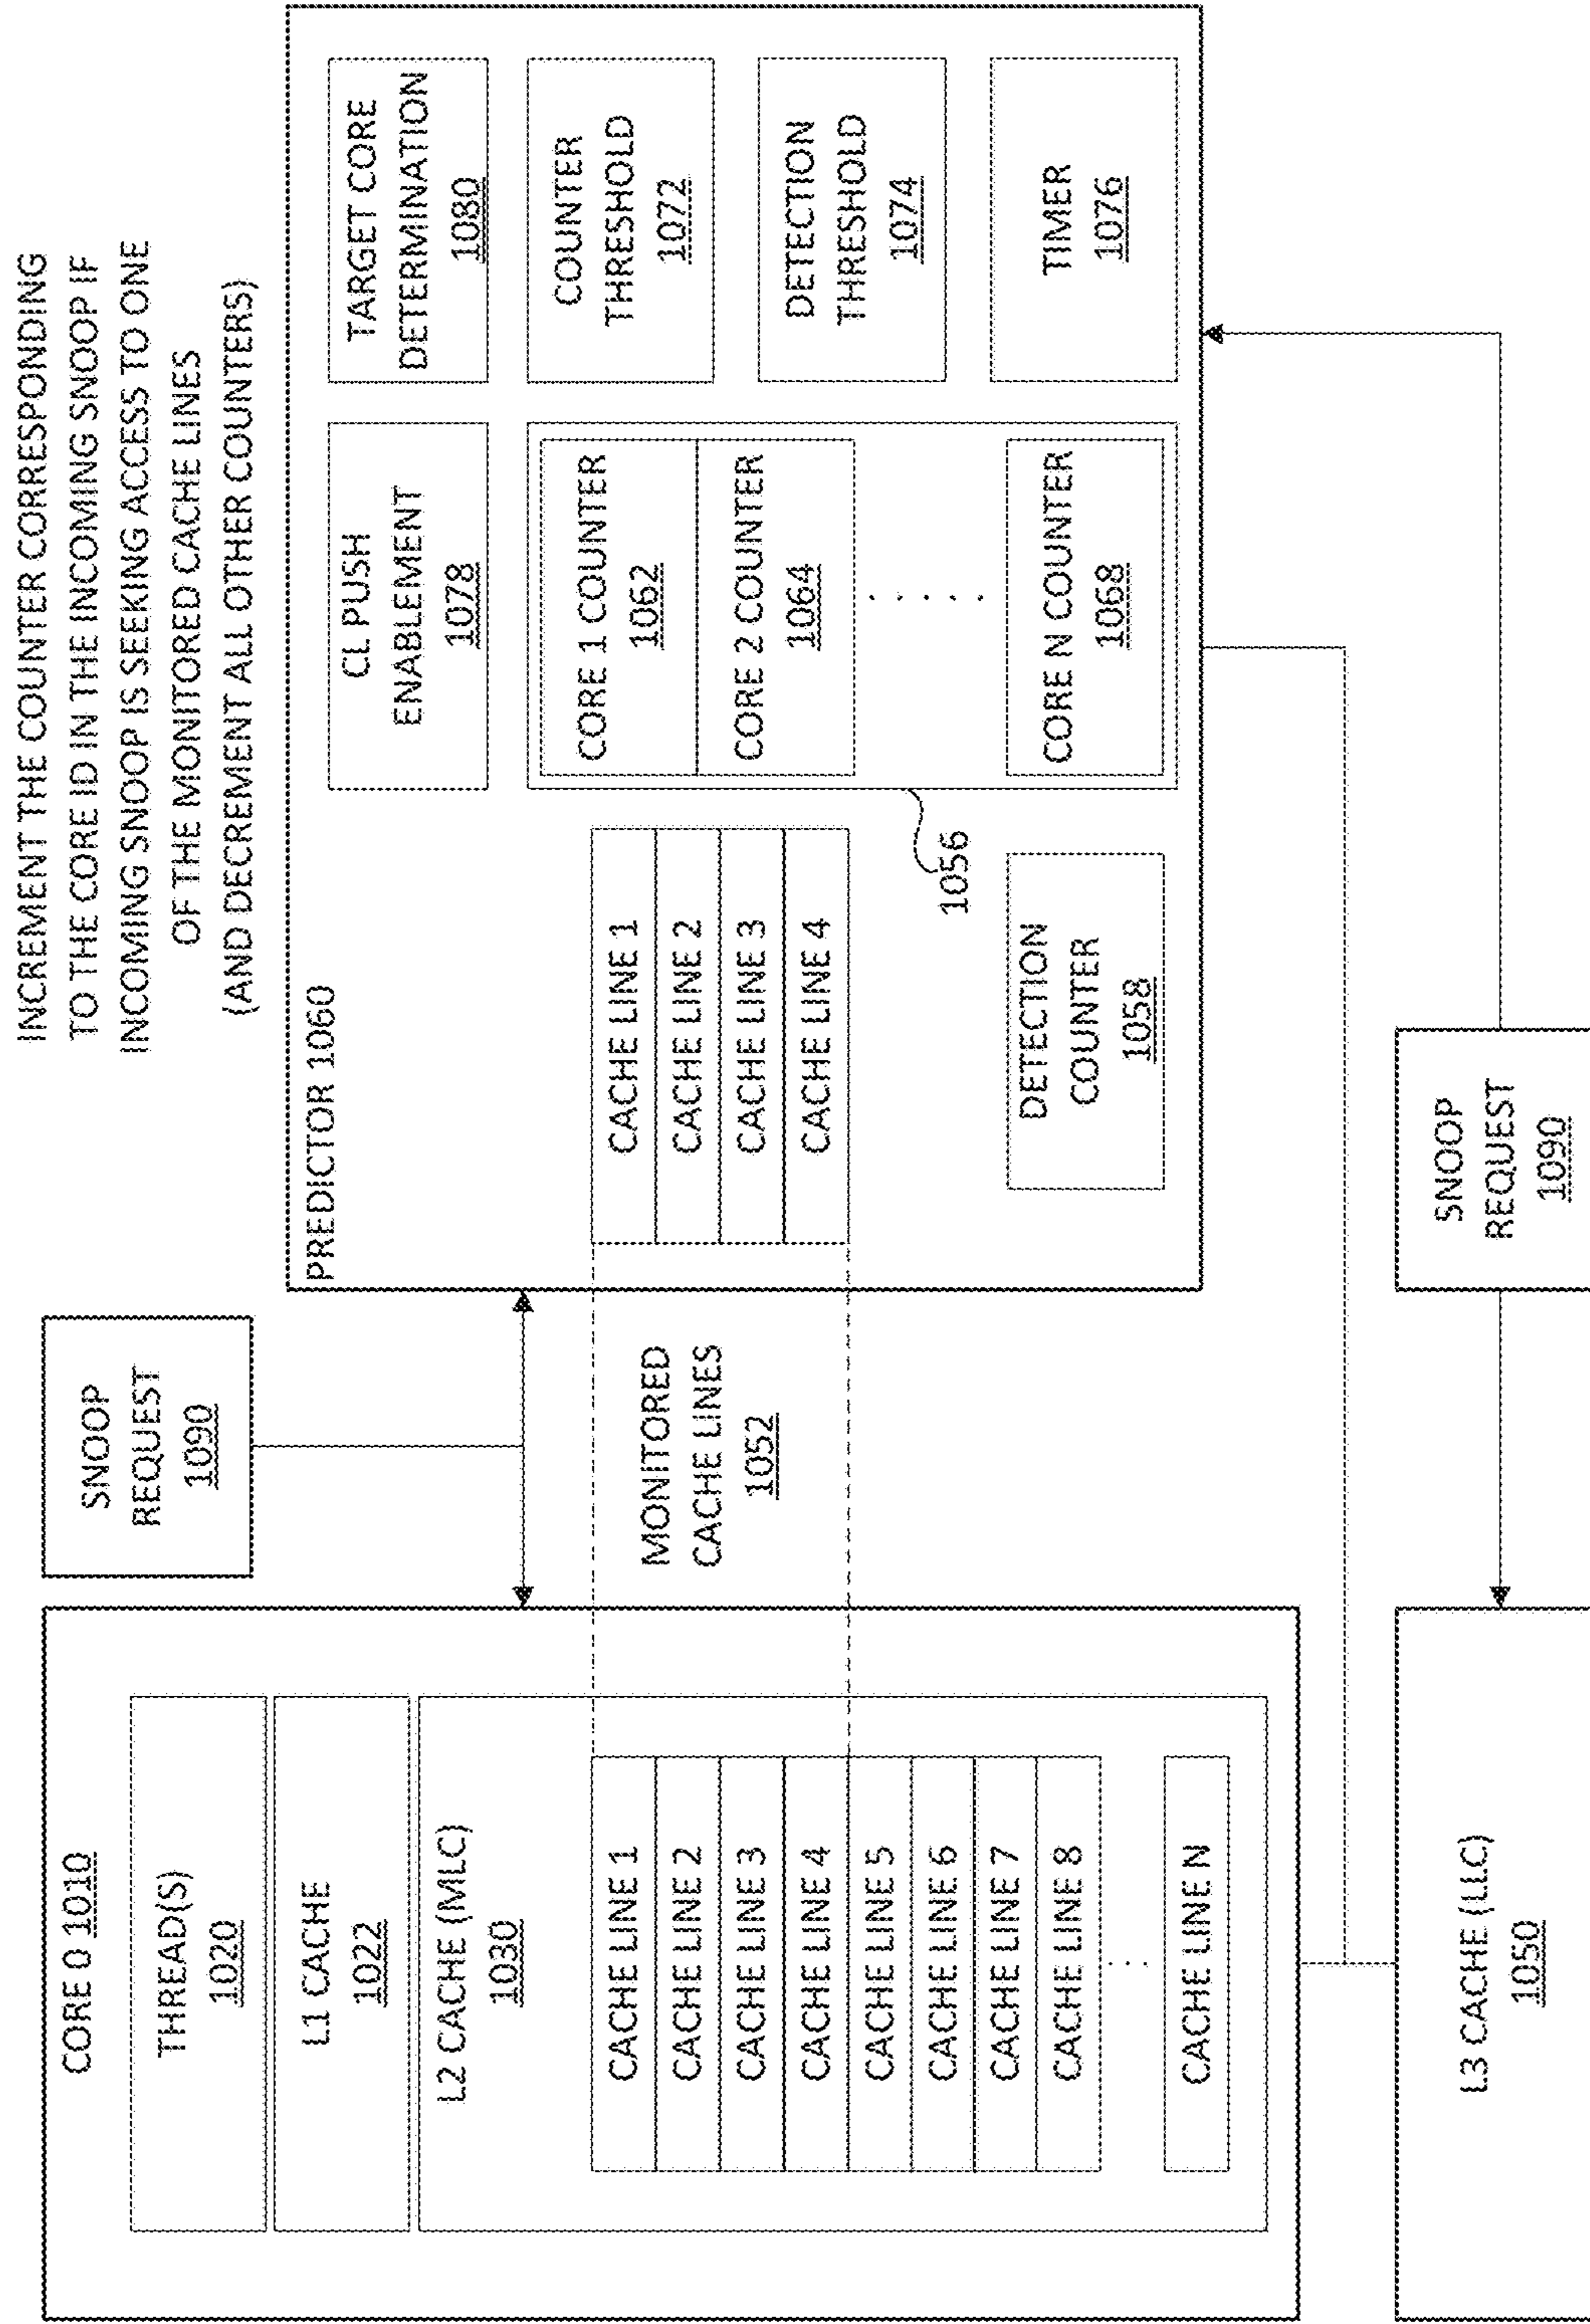 INCREMENT THE COUNTER CORRESPONDING
TO THE CORE ID IN THE INCOMING SNOOP IF
INCOMING SNOOP IS SEEKING ACCESS TO ONE
OF THE MONITORED CACHE LINES
(AND DECREMENT ALL OTHER COUNTERS)
CORE 0 1010
THREAD(S)
1020
L1 CACHE
1022
L2 CACHE (MLC)
1030
CACHE LINE 1
CACHE LINE 2
CACHE LINE 3
CACHE LINE 4
CACHE LINE 5
CACHE LINE 6
CACHE LINE 7
CACHE LINE 8
. . .
CACHE LINE N
SNOOP
REQUEST
1090
MONITORED
CACHE LINES
1052
PREDICTOR 1060
CACHE LINE 1
CACHE LINE 2
CACHE LINE 3
CACHE LINE 4
DETECTION
COUNTER
1058
1056
CL PUSH
ENABLEMENT
1078
CORE 1 COUNTER
1062
CORE 2 COUNTER
1064
. . . . .
CORE N COUNTER
1068
TARGET CORE
DETERMINATION
1080
COUNTER
THRESHOLD
1072
DETECTION
THRESHOLD
1074
TIMER
1076
L3 CACHE (LLC)
1050
SNOOP
REQUEST
1090